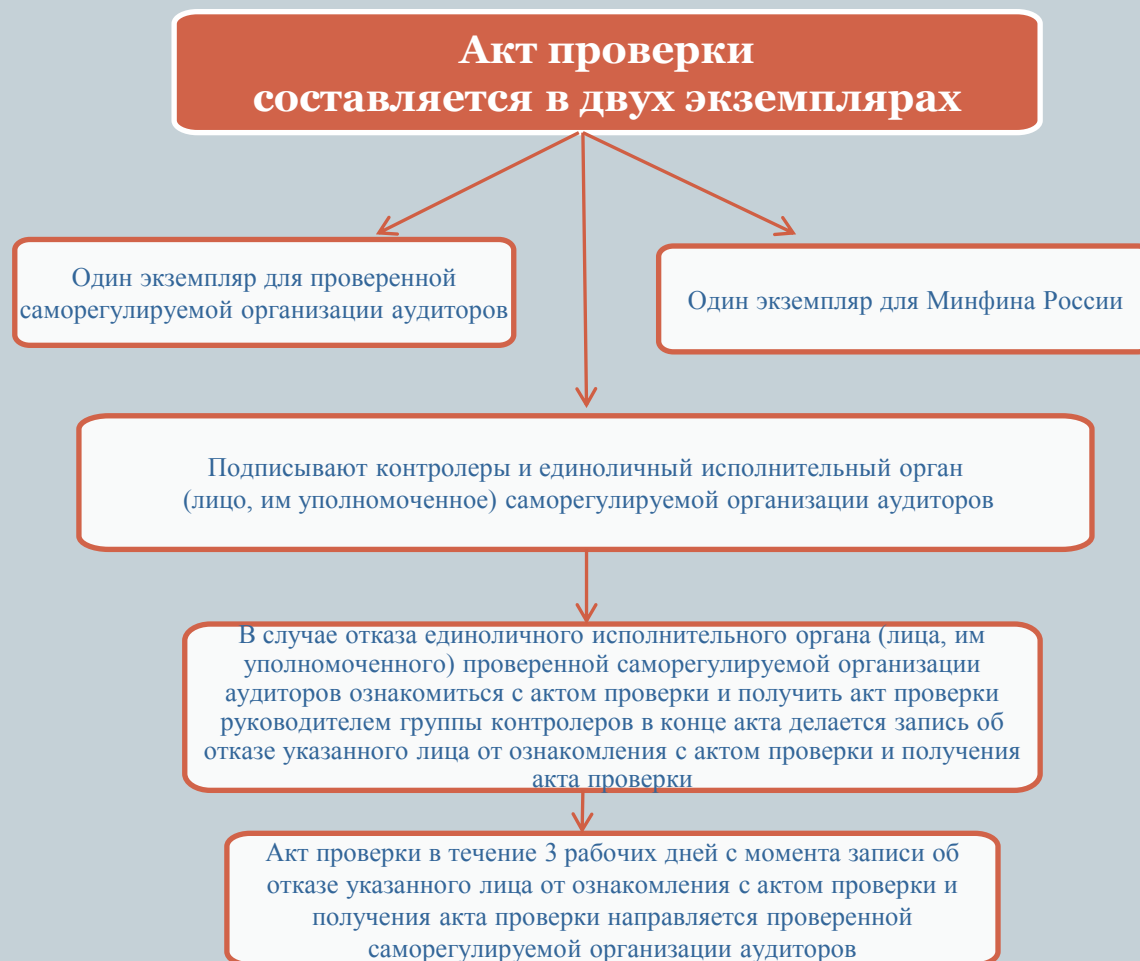 Акт проверки
составляется в двух экземплярах
Один экземпляр для проверенной
саморегулируемой организации аудиторов
Один экземпляр для Минфина России
Подписывают контролеры и единоличный исполнительный орган
(лицо, им уполномоченное) саморегулируемой организации аудиторов
В случае отказа единоличного исполнительного органа (лица, им
уполномоченного) проверенной саморегулируемой организации
аудиторов ознакомиться с актом проверки и получить акт проверки
руководителем группы контролеров в конце акта делается запись об
отказе указанного лица от ознакомления с актом проверки и получения
акта проверки
Акт проверки в течение 3 рабочих дней с момента записи об
отказе указанного лица от ознакомления с актом проверки и
получения акта проверки направляется проверенной
саморегулируемой организации аудиторов